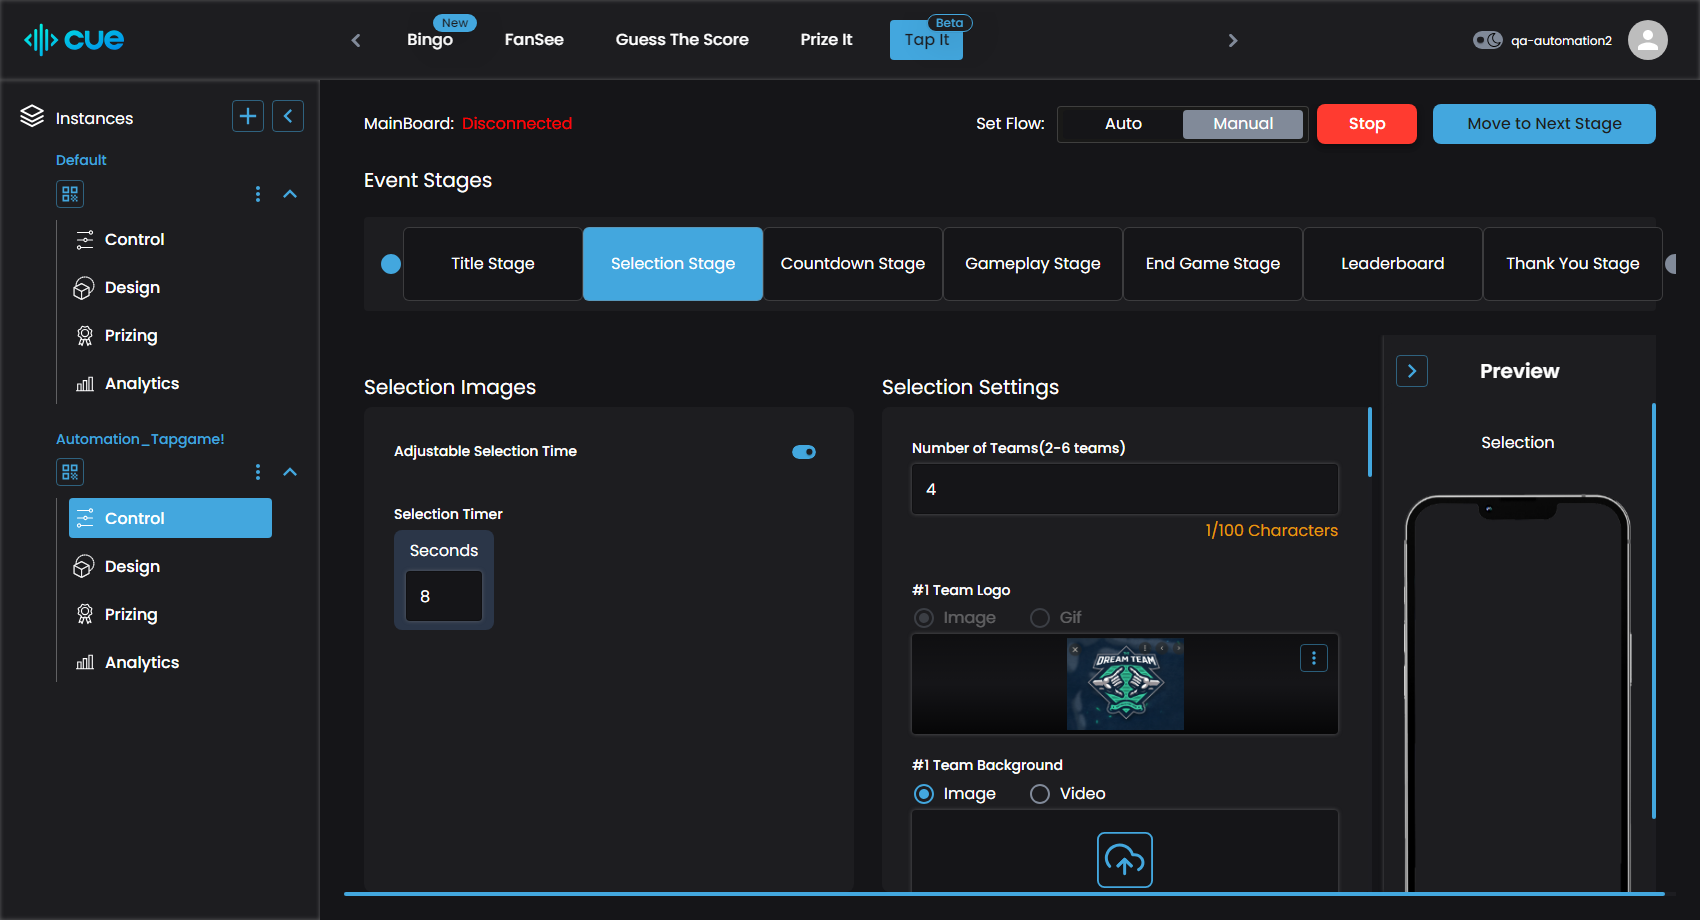 cue
New
Bingo
FanSee
Guess The Score
Prize It
Beta
Tap It
qa-automation2
Instances
Default
Control
Design
Prizing
Analytics
Automation_Tapgame!
Control
Design
Prizing
Analytics
MainBoard: Disconnected
Set Flow:
Auto
Manual
Stop
Move to Next Stage
Event Stages
Title Stage
Selection Stage
Countdown Stage
Gameplay Stage
End Game Stage
Leaderboard
Thank You Stage
Selection Images
Adjustable Selection Time
Selection Timer
Seconds
8
Selection Settings
Number of Teams(2-6 teams)
4
1/100 Characters
#1 Team Logo
Image
Gif
DREAM TEAM
#1 Team Background
Image
Video
Preview
Selection